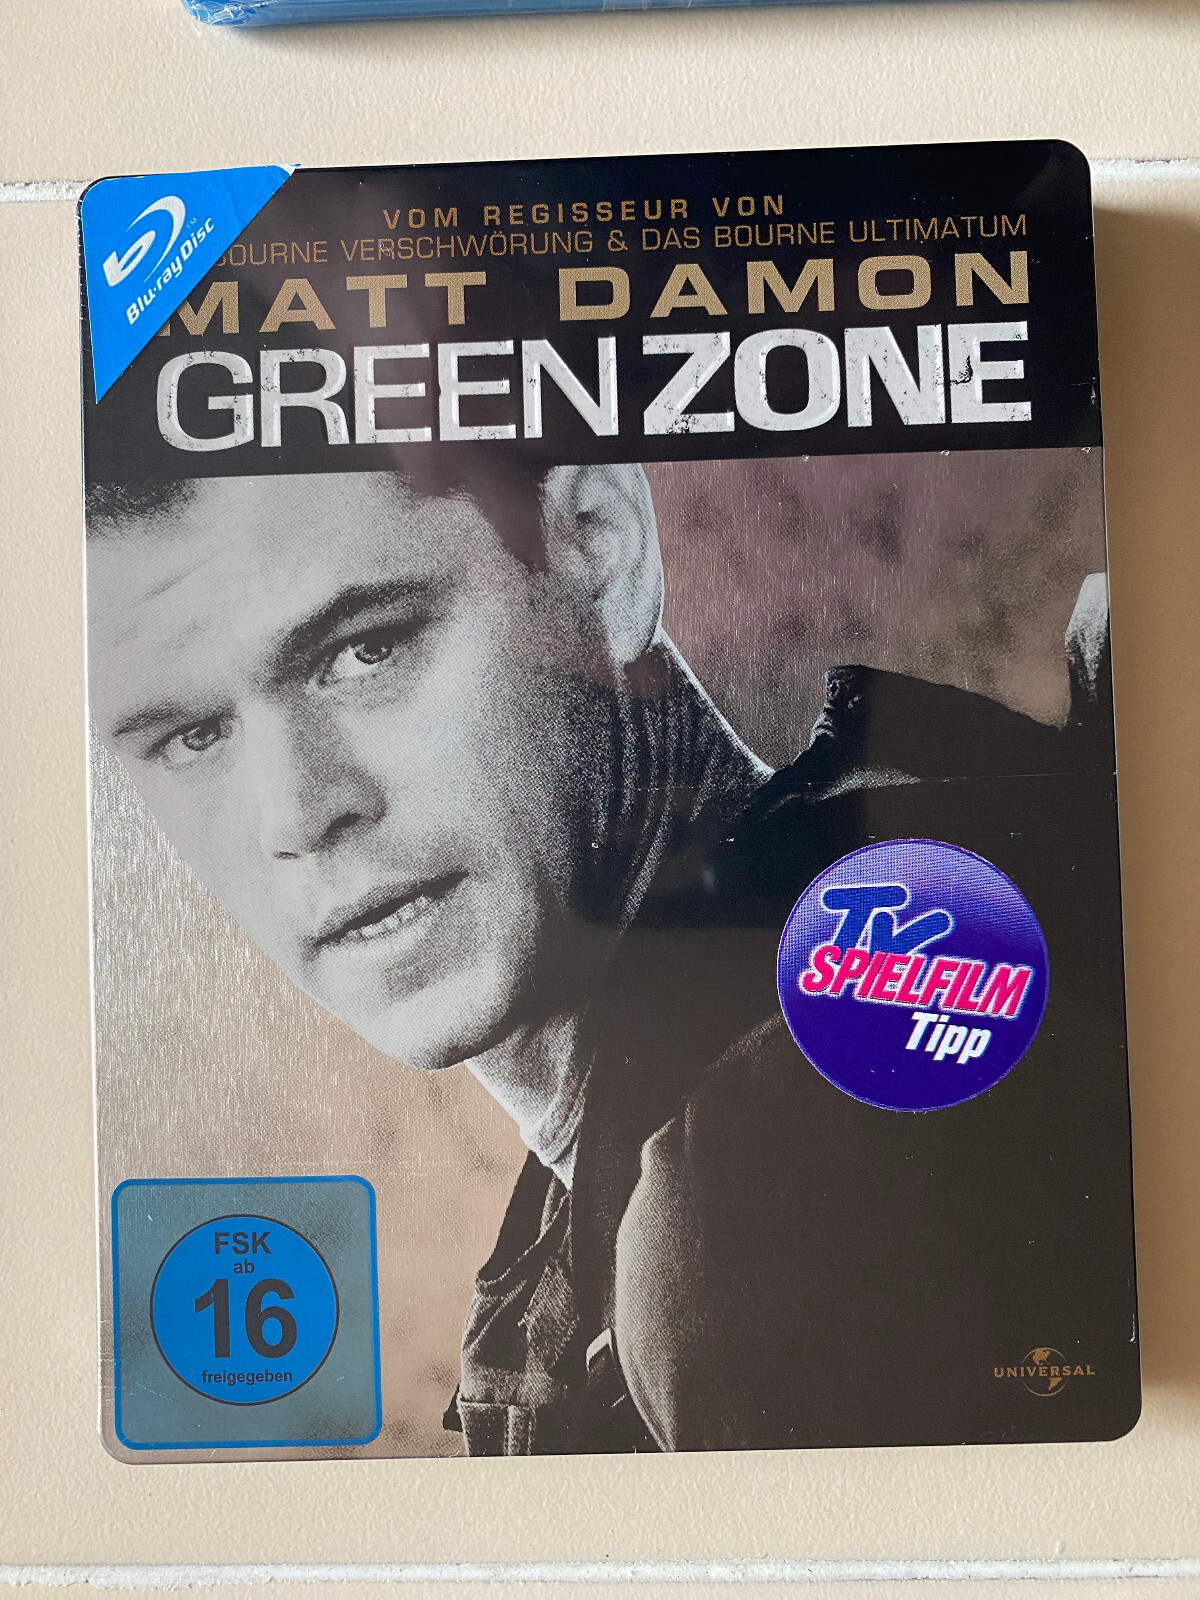 Blu-ray Disc
VOM REGISSEUR VON
BOURNE VERSCHWÖRUNG & DAS BOURNE ULTIMATUM
MATT DAMON
GREEN ZONE
TV
SPIELFILM
Tipp
FSK
ab
16
freigegeben
UNIVERSAL